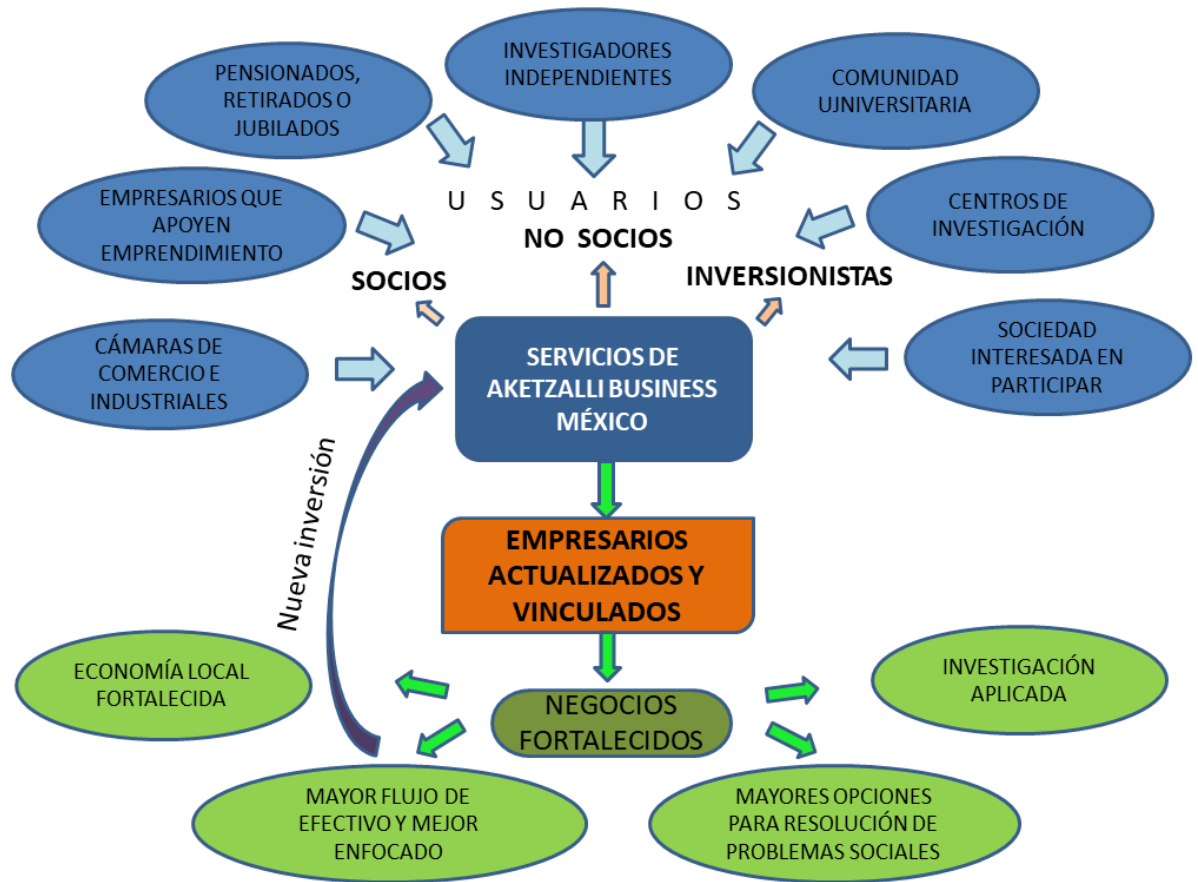 INVESTIGADORES
INDEPENDIENTES
PENSIONADOS,
RETIRADOS O
JUBILADOS
COMUNIDAD
UJNIVERSITARIA
EMPRESARIOS QUE
APOYEN
EMPRENDIMIENTO
U S U A R I O S
NO SOCIOS
CENTROS DE
INVESTIGACIÓN
SOCIOS
INVERSIONISTAS
CÁMARAS DE
COMERCIO E
INDUSTRIALES
SERVICIOS DE
AKETZALLI BUSINESS
MÉXICO
SOCIEDAD
INTERESADA EN
PARTICIPAR
Nueva inversión
EMPRESARIOS
ACTUALIZADOS Y
VINCULADOS
ECONOMÍA LOCAL
FORTALECIDA
NEGOCIOS
FORTALECIDOS
INVESTIGACIÓN
APLICADA
MAYOR FLUJO DE
EFECTIVO Y MEJOR
ENFOCADO
MAYORES OPCIONES
PARA RESOLUCIÓN DE
PROBLEMAS SOCIALES